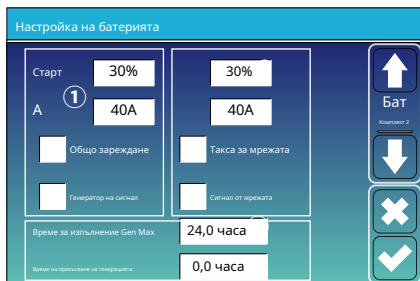 Настройка на батерията
Старт 30% 30%
①
А 40A 40A
Общо зареждане Такса за мрежата
Генератор на сигнал Сигнал от мрежата
Време за изпълнение Gen Max 24,0 часа
Време на прекъсване на генерацията 0,0 часа
Бат
Комплект 2